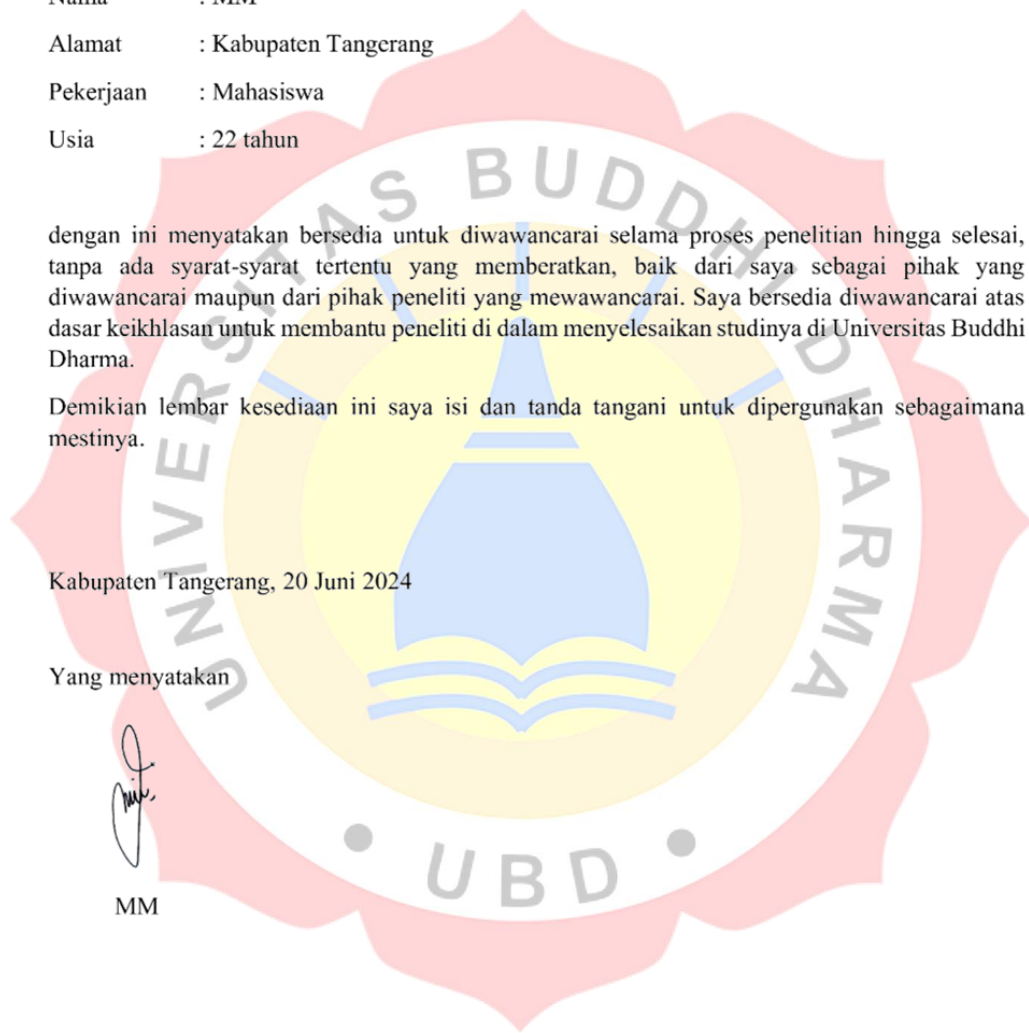 Nama : MM
Alamat : Kabupaten Tangerang
Pekerjaan : Mahasiswa
Usia : 22 tahun
UNIVERSITAS BUDDHI DHARMA
dengan ini menyatakan bersedia untuk diwawancarai selama proses penelitian hingga selesai,
tanpa ada syarat-syarat tertentu yang memberatkan, baik dari saya sebagai pihak yang
diwawancarai maupun dari pihak peneliti yang mewawancarai. Saya bersedia diwawancarai atas
dasar keikhlasan untuk membantu peneliti di dalam menyelesaikan studinya di Universitas Buddhi
Dharma.
Demikian lembar kesediaan ini saya isi dan tanda tangani untuk dipergunakan sebagaimana
mestinya.
Kabupaten Tangerang, 20 Juni 2024
Yang menyatakan
MM
UBD